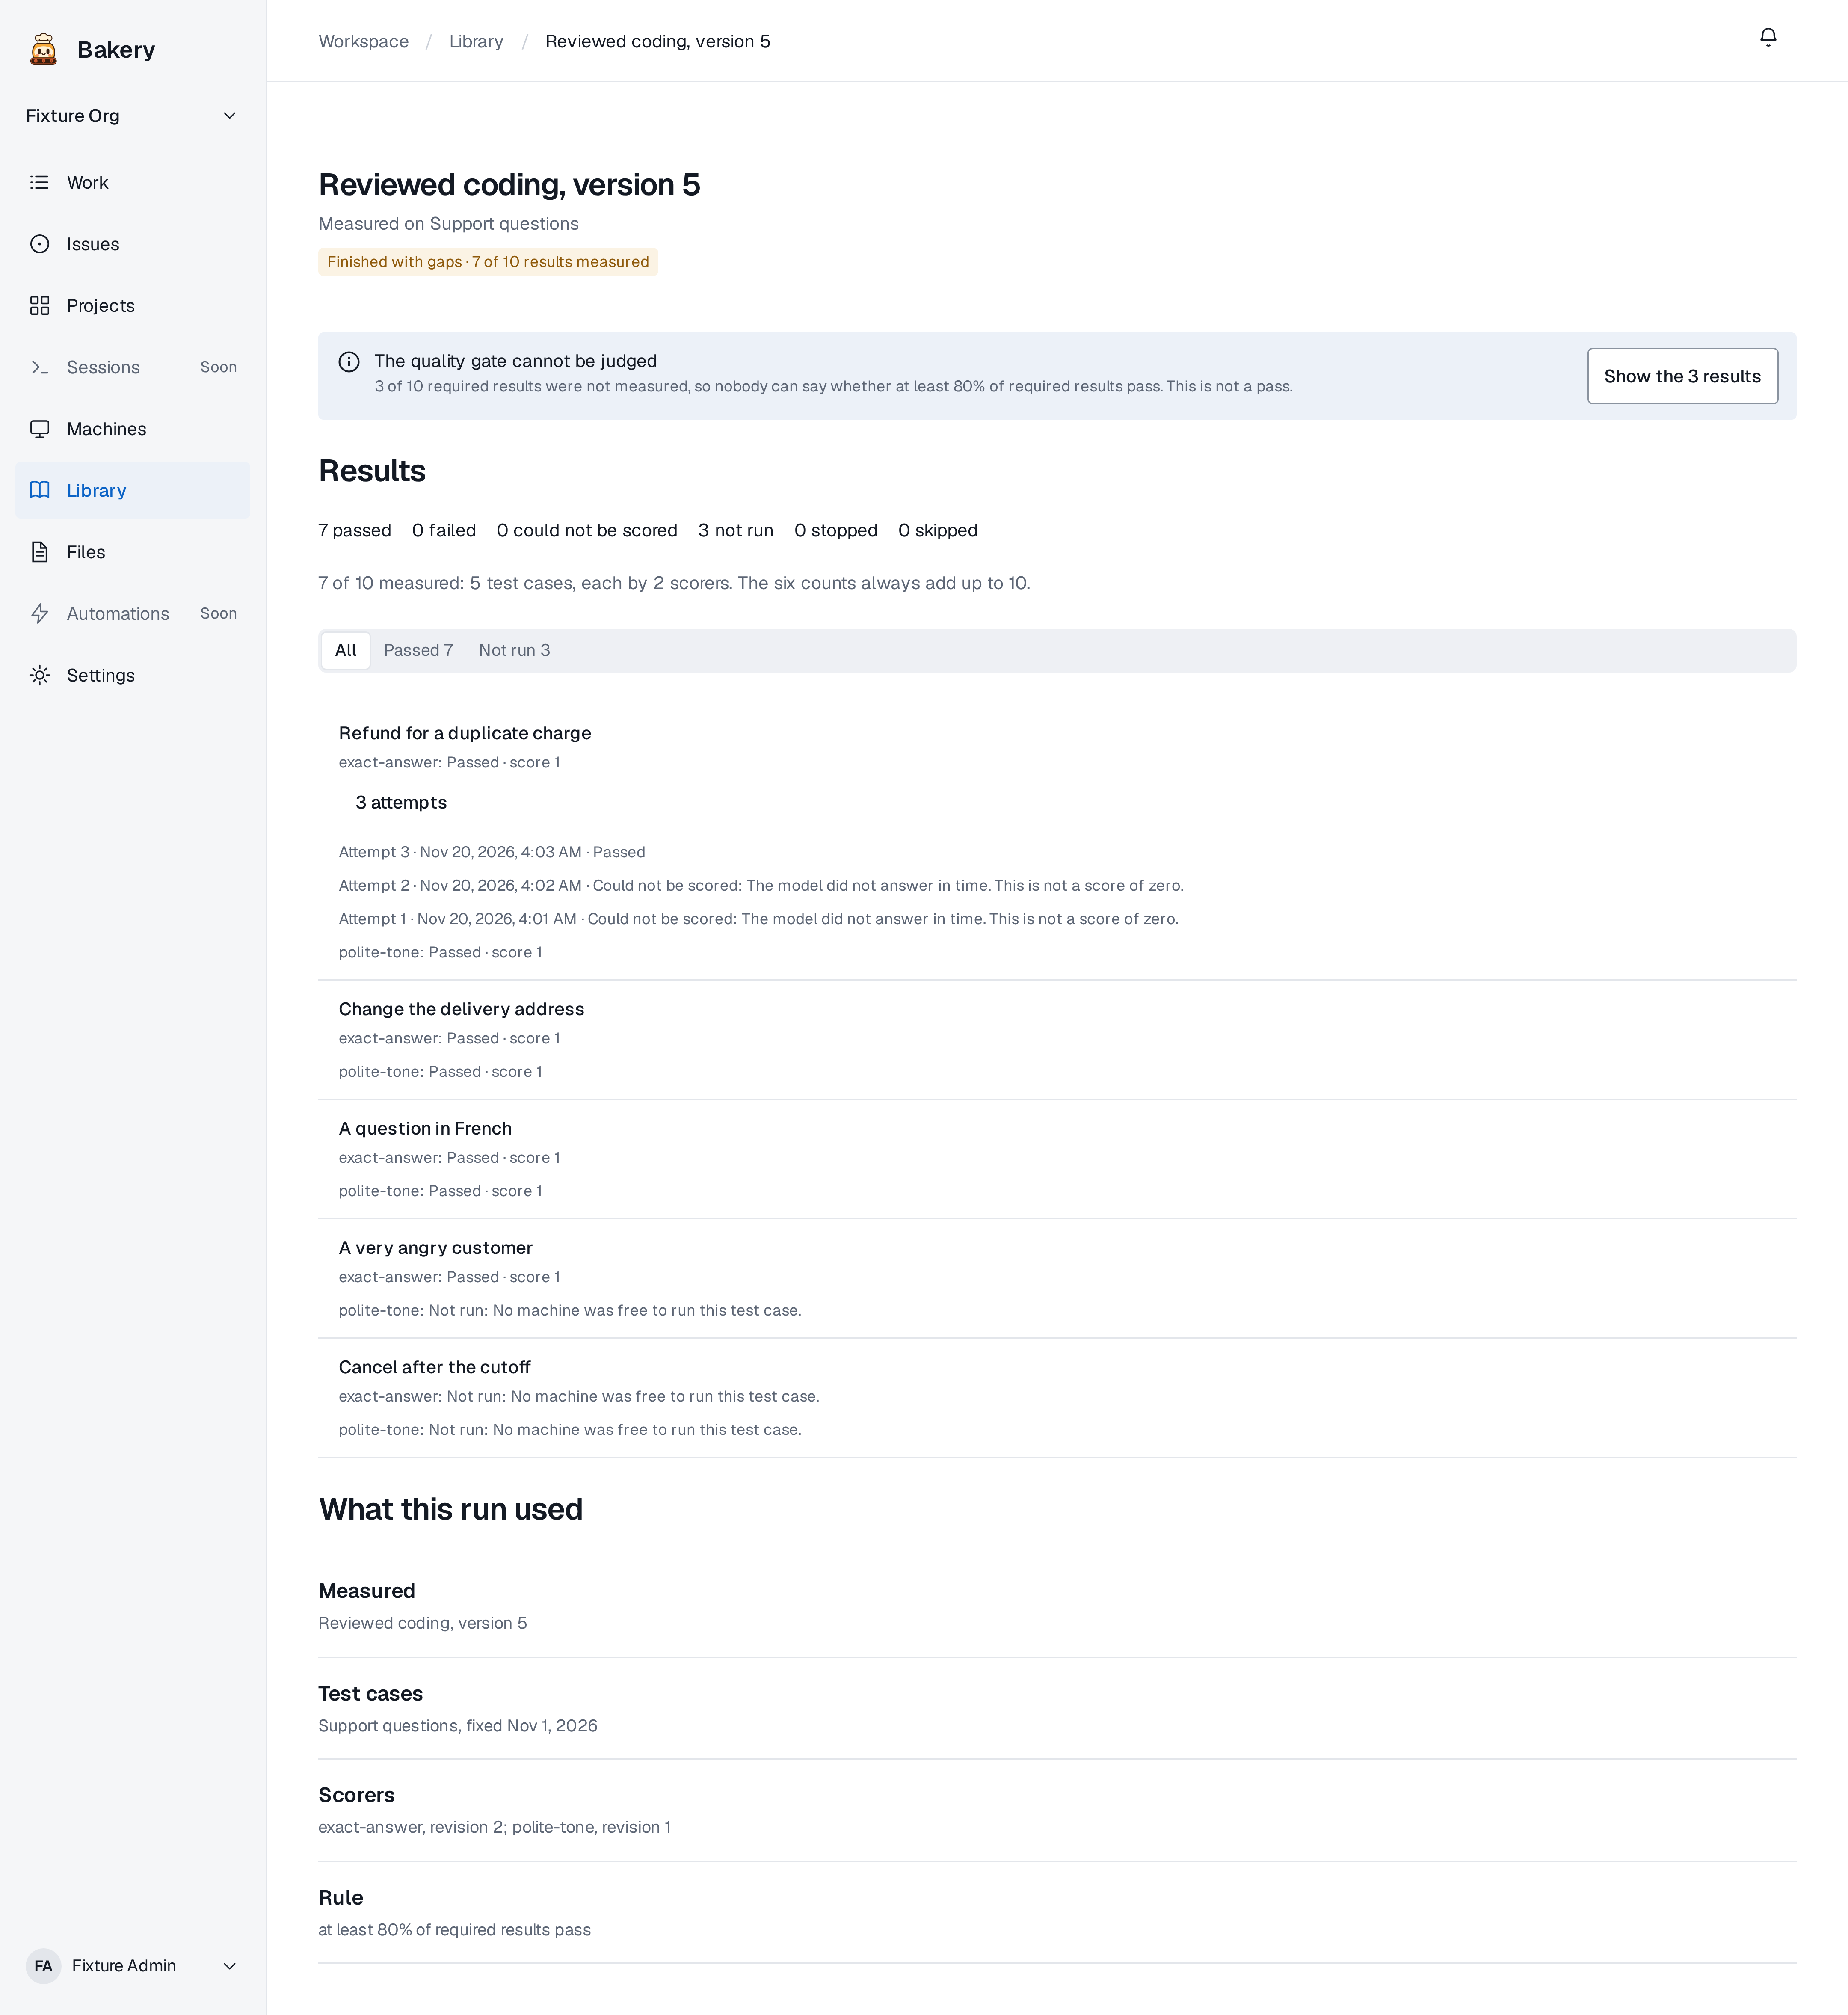 Bakery
Fixture Org
Work
Issues
Projects
Sessions Soon
Machines
Library
Files
Automations Soon
Settings
FA Fixture Admin
Workspace / Library / Reviewed coding, version 5
Reviewed coding, version 5
Measured on Support questions
Finished with gaps · 7 of 10 results measured
The quality gate cannot be judged
3 of 10 required results were not measured, so nobody can say whether at least 80% of required results pass. This is not a pass.
Show the 3 results
Results
7 passed 0 failed 0 could not be scored 3 not run 0 stopped 0 skipped
7 of 10 measured: 5 test cases, each by 2 scorers. The six counts always add up to 10.
All Passed 7 Not run 3
Refund for a duplicate charge
exact-answer: Passed · score 1
3 attempts
Attempt 3 · Nov 20, 2026, 4:03 AM · Passed
Attempt 2 · Nov 20, 2026, 4:02 AM · Could not be scored: The model did not answer in time. This is not a score of zero.
Attempt 1 · Nov 20, 2026, 4:01 AM · Could not be scored: The model did not answer in time. This is not a score of zero.
polite-tone: Passed · score 1
Change the delivery address
exact-answer: Passed · score 1
polite-tone: Passed · score 1
A question in French
exact-answer: Passed · score 1
polite-tone: Passed · score 1
A very angry customer
exact-answer: Passed · score 1
polite-tone: Not run: No machine was free to run this test case.
Cancel after the cutoff
exact-answer: Not run: No machine was free to run this test case.
polite-tone: Not run: No machine was free to run this test case.
What this run used
Measured
Reviewed coding, version 5
Test cases
Support questions, fixed Nov 1, 2026
Scorers
exact-answer, revision 2; polite-tone, revision 1
Rule
at least 80% of required results pass